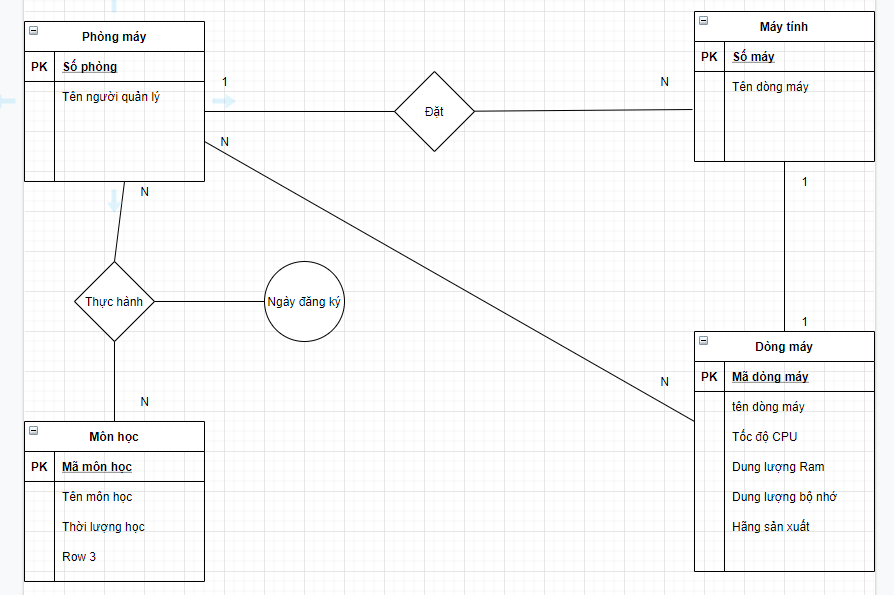 Phòng máy
PK Số phòng
Tên người quản lý
1
Đặt
N
Máy tính
PK Số máy
Tên dòng máy
N
N
1
Thực hành
Ngày đăng ký
1
N
N
Dòng máy
PK Mã dòng máy
tên dòng máy
Tốc độ CPU
Dung lượng Ram
Dung lượng bộ nhớ
Hãng sản xuất
Môn học
PK Mã môn học
Tên môn học
Thời lượng học
Row 3